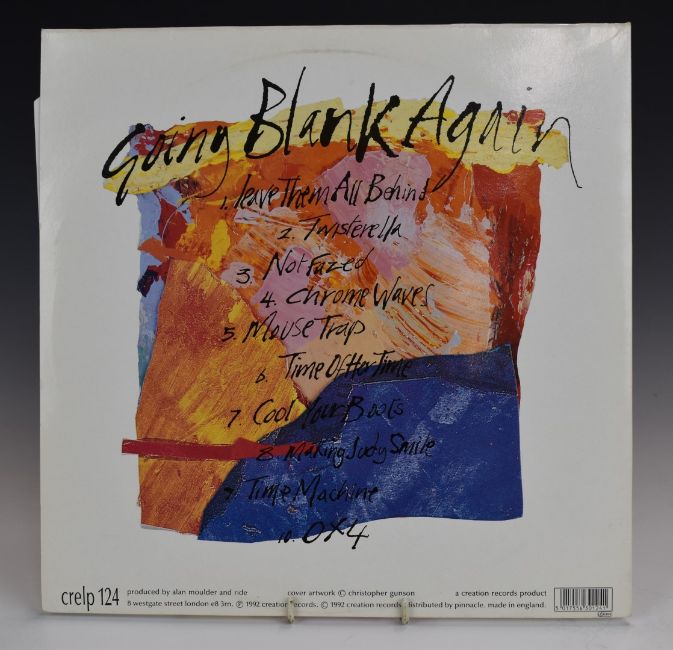 Going Blank Again
1. Leave Them All Behind
2. Twisterella
3. Not Fazed
4. Chrome Waves
5. Mouse Trap
6. Time Of Her Time
7. Cool Your Boots
8. Making Judy Smile
9. Time Machine
10. OX4
crelp 124
produced by alan moulder and ride cover artwork © christopher gunson a creation records product
8 westgate street london e8 3rn. ℗ 1992 creation records. © 1992 creation records. distributed by pinnacle. made in england.